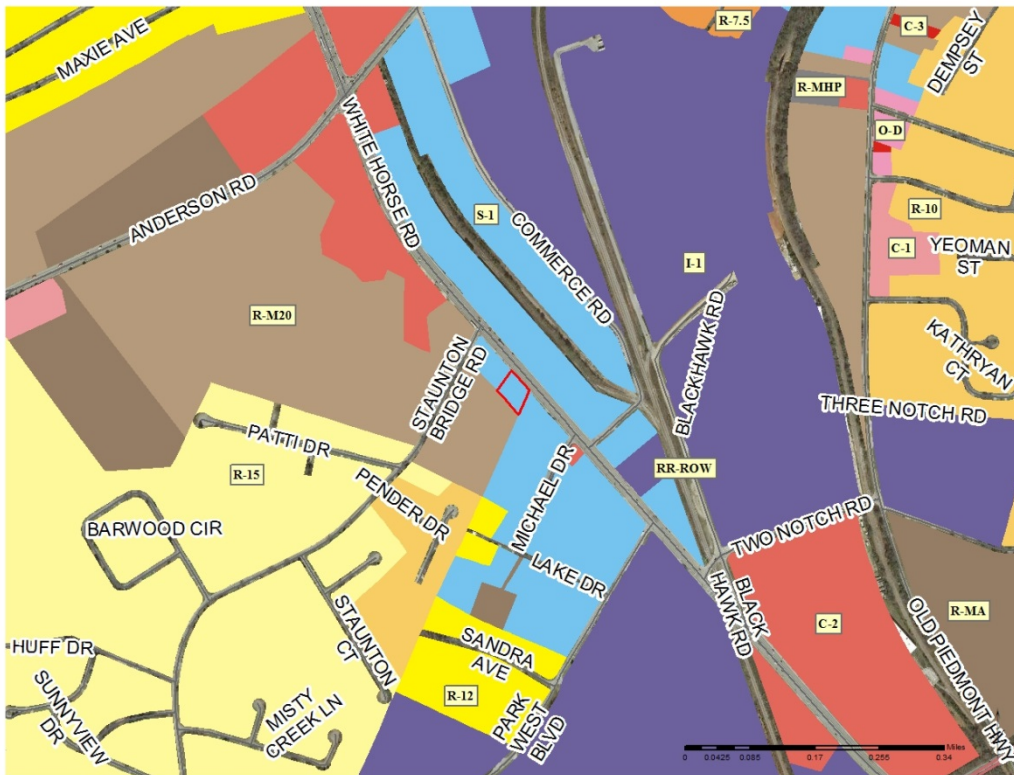 MAXIE AVE
R-7.5
C-3
DEMPSEY
ST
R-MHP
WHITE HORSE RD
O-D
ANDERSON RD
S-1
COMMERCE RD
R-10
C-1
YEOMAN
ST
I-1
BLACKHAWK RD
R-M20
KATHRYAN
CT
STAUNTON
BRIDGE RD
THREE NOTCH RD
PATTI DR
R-15
PENDER DR
MICHAEL DR
RR-ROW
BARWOOD CIR
TWO NOTCH RD
LAKE DR
STAUNTON
CT
BLACK
HAWK RD
OLD PIEDMONT HWY
R-MA
C-2
HUFF DR
SANDRA
AVE
SUNNYVIEW
DR
MISTY
CREEK LN
R-12
PARK
WEST
BLVD
Miles
0 0.0425 0.085 0.17 0.255 0.34